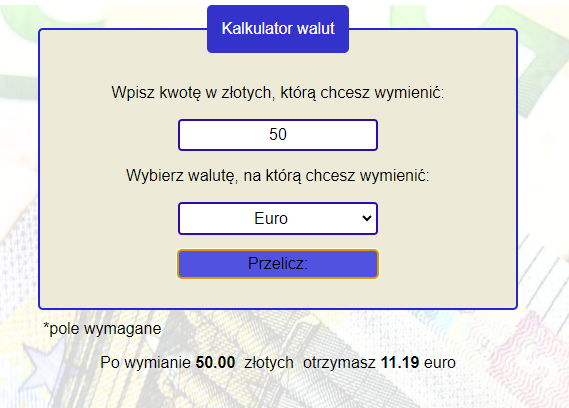 Kalkulator walut
Wpisz kwotę w złotych, którą chcesz wymienić:
50
Wybierz walutę, na którą chcesz wymienić:
Euro
Przelicz:
*pole wymagane
Po wymianie 50.00 złotych otrzymasz 11.19 euro